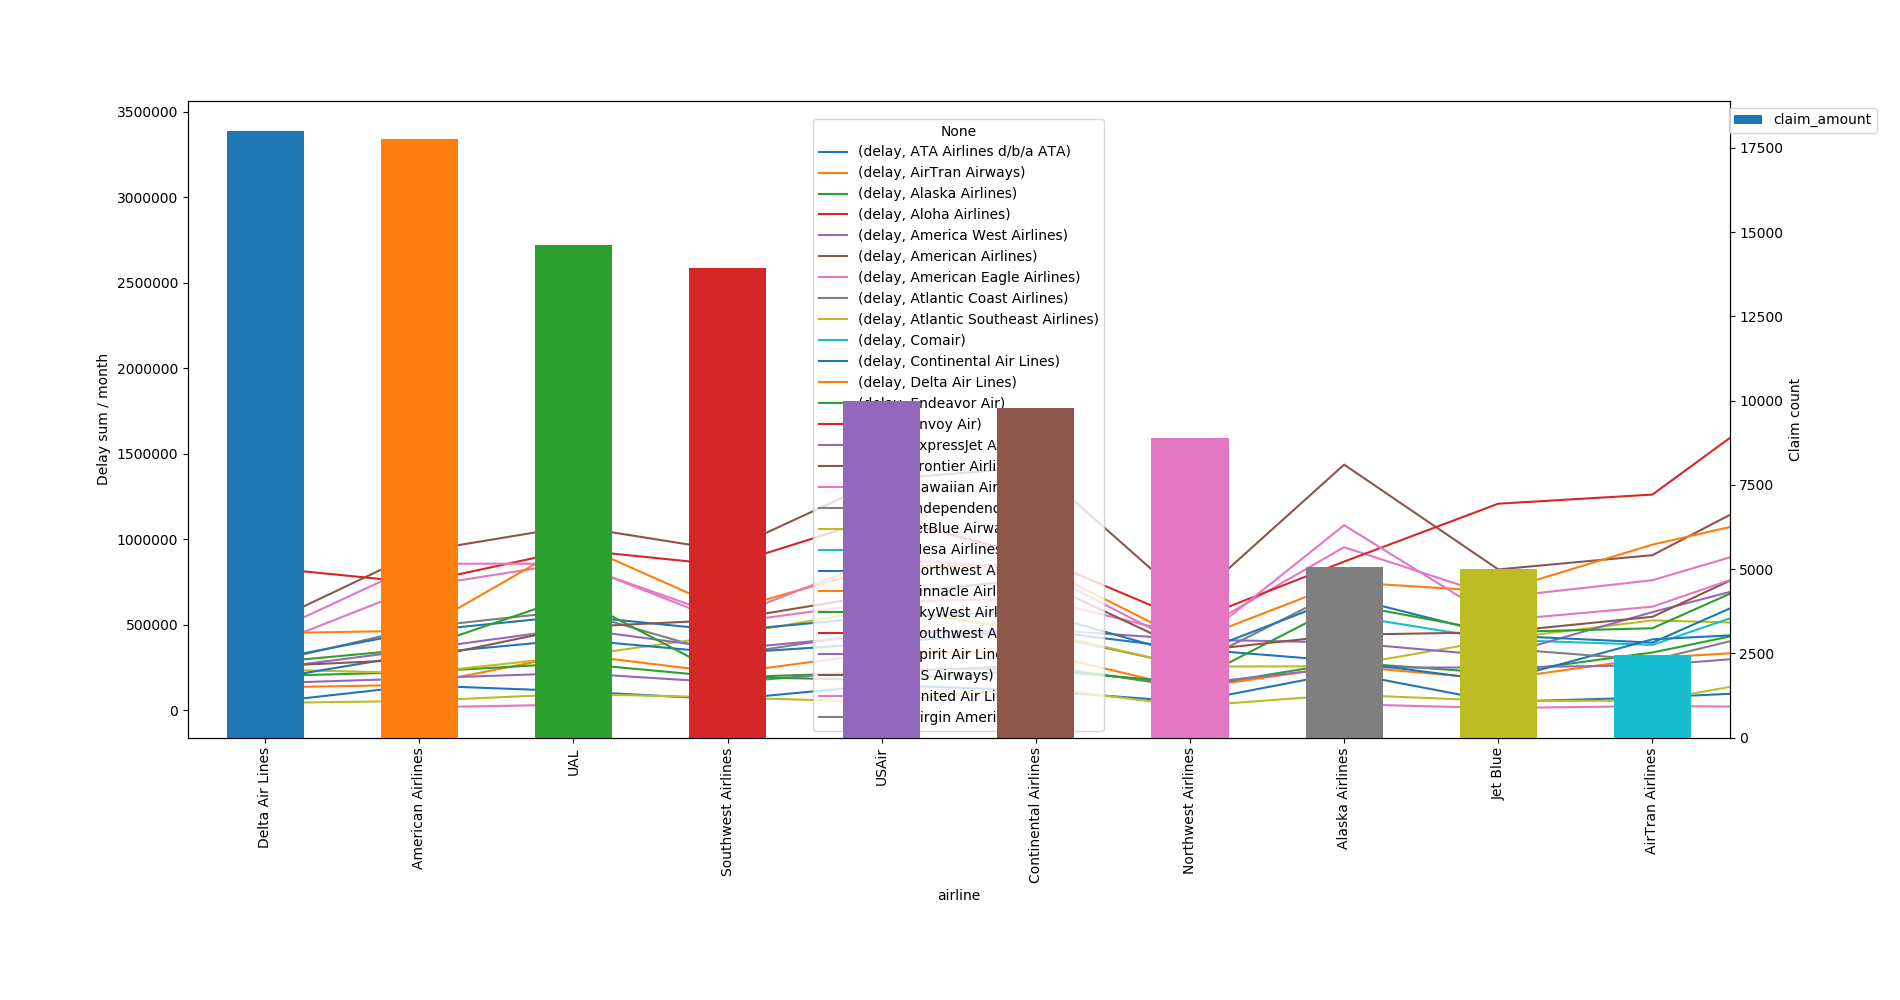 3500000
3000000
2500000
2000000
1500000
1000000
500000
0
Delay sum / month
None
(delay, ATA Airlines d/b/a ATA)
(delay, AirTran Airways)
(delay, Alaska Airlines)
(delay, Aloha Airlines)
(delay, America West Airlines)
(delay, American Airlines)
(delay, American Eagle Airlines)
(delay, Atlantic Coast Airlines)
(delay, Atlantic Southeast Airlines)
(delay, Comair)
(delay, Continental Air Lines)
(delay, Delta Air Lines)
(delay, Endeavor Air)
Air)
Airways)
claim_amount
17500
15000
12500
10000
7500
5000
2500
0
Claim count
Delta Air Lines
American Airlines
UAL
Southwest Airlines
USAir
Continental Airlines
Northwest Airlines
Alaska Airlines
Jet Blue
AirTran Airlines
airline